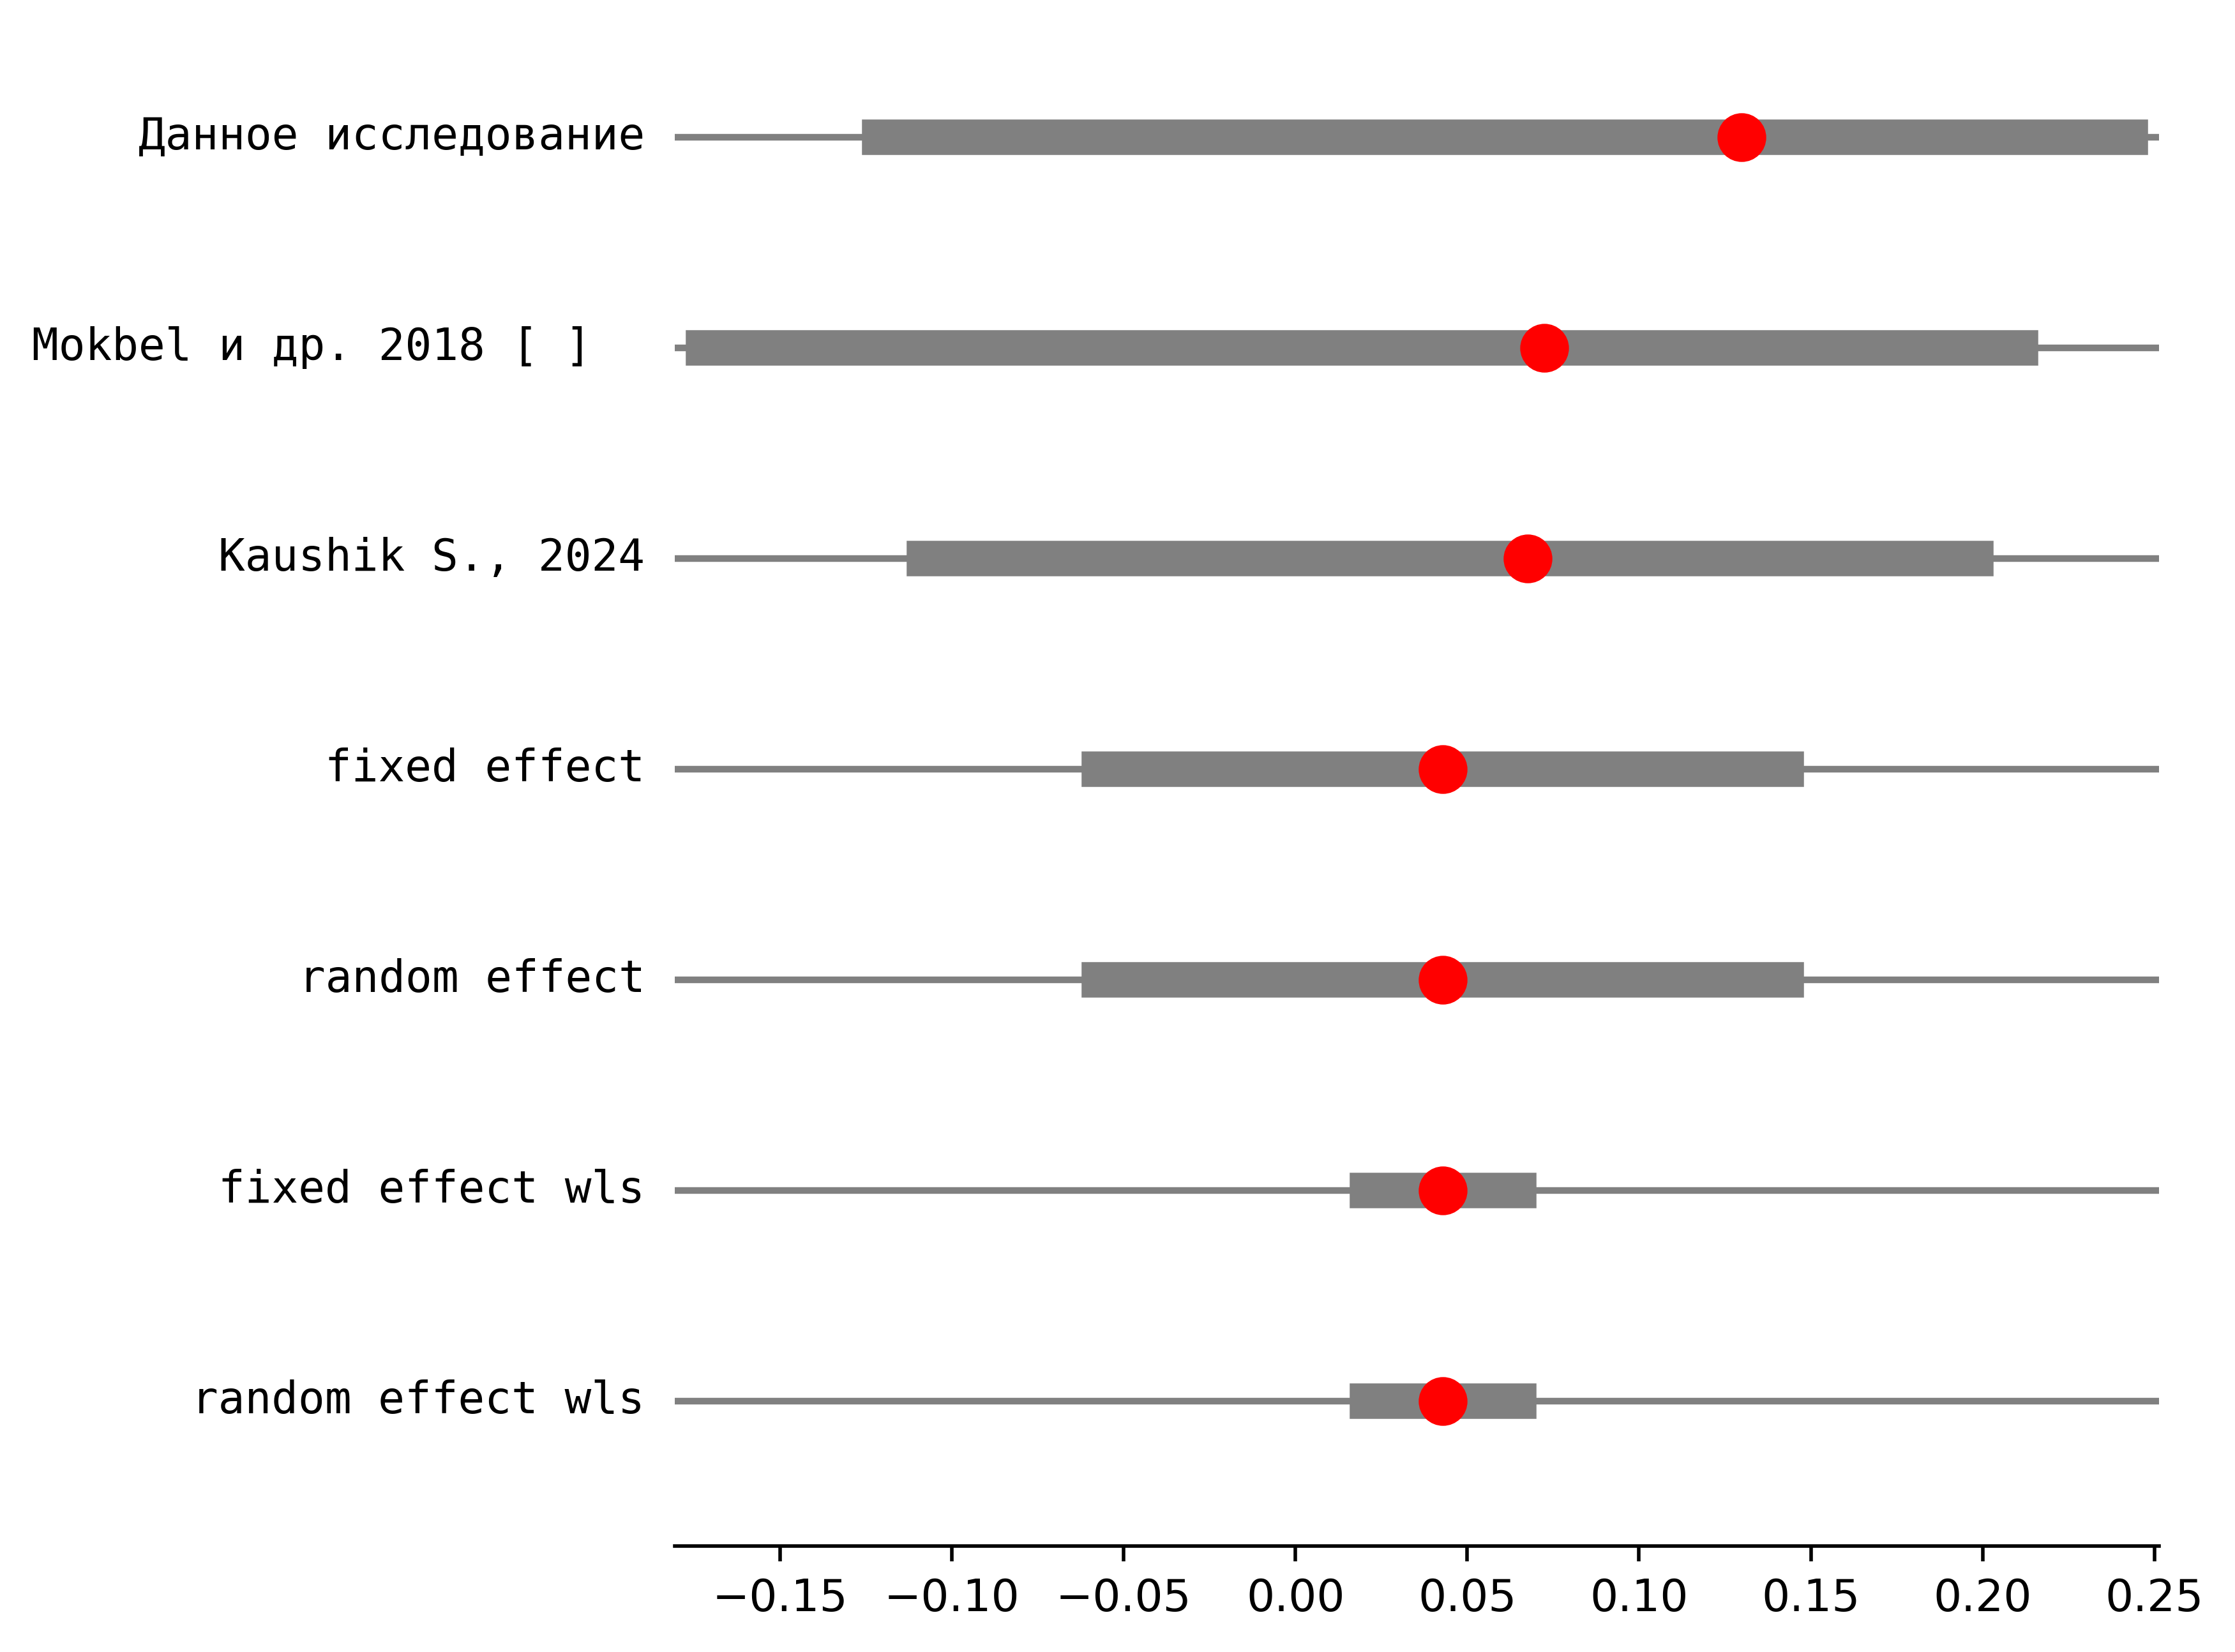 Данное исследование
Mokbel и др. 2018 [ ]
Kaushik S., 2024
fixed effect
random effect
fixed effect wls
random effect wls
−0.15 −0.10 −0.05 0.00 0.05 0.10 0.15 0.20 0.25